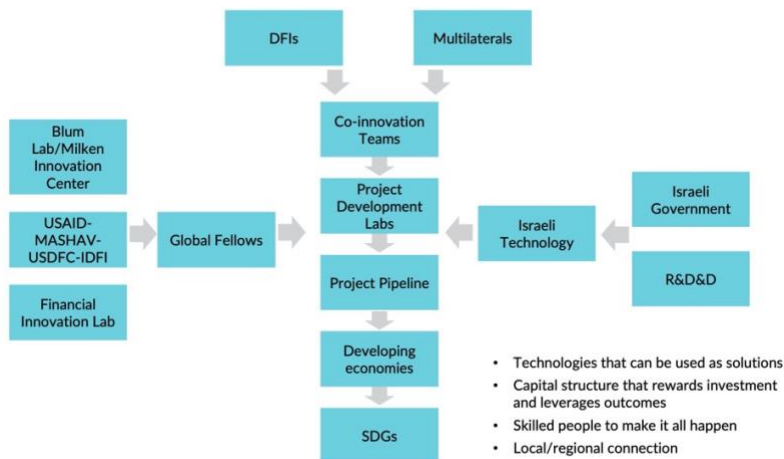 DFIs
Multilaterals
Co-innovation
Teams
Blum
Lab/Milken
Innovation
Center
USAID-
MASHAV-
USDFC-IDFI
Financial
Innovation Lab
Global Fellows
Project
Development
Labs
Israeli
Technology
Israeli
Government
R&D&D
Project Pipeline
Developing
economies
SDGs
• Technologies that can be used as solutions
• Capital structure that rewards investment
and leverages outcomes
• Skilled people to make it all happen
• Local/regional connection